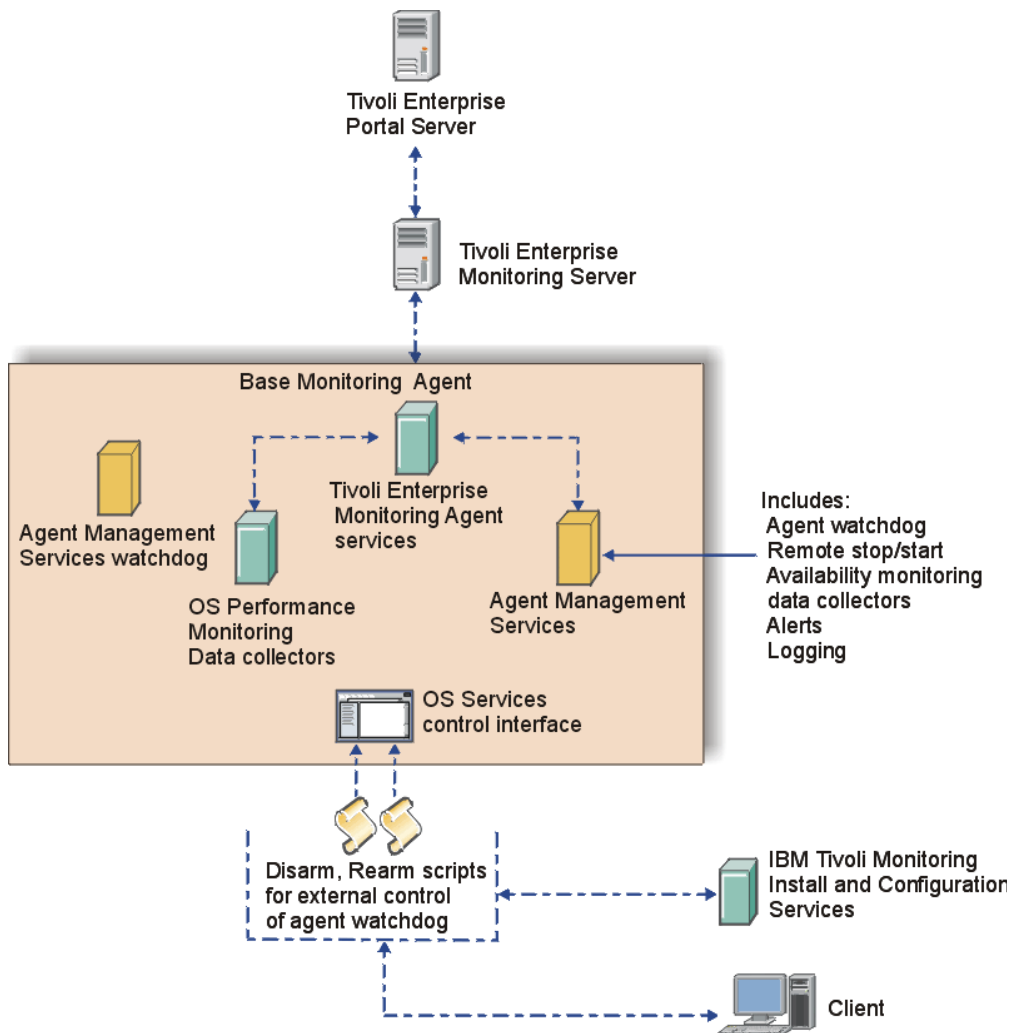 Tivoli Enterprise
Portal Server
Tivoli Enterprise
Monitoring Server
Base Monitoring Agent
Tivoli Enterprise
Monitoring Agent
services
Agent Management
Services watchdog
OS Performance
Monitoring
Data collectors
Agent Management
Services
Includes:
Agent watchdog
Remote stop/start
Availability monitoring
data collectors
Alerts
Logging
OS Services
control interface
Disarm, Rearm scripts
for external control
of agent watchdog
IBM Tivoli Monitoring
Install and Configuration
Services
Client